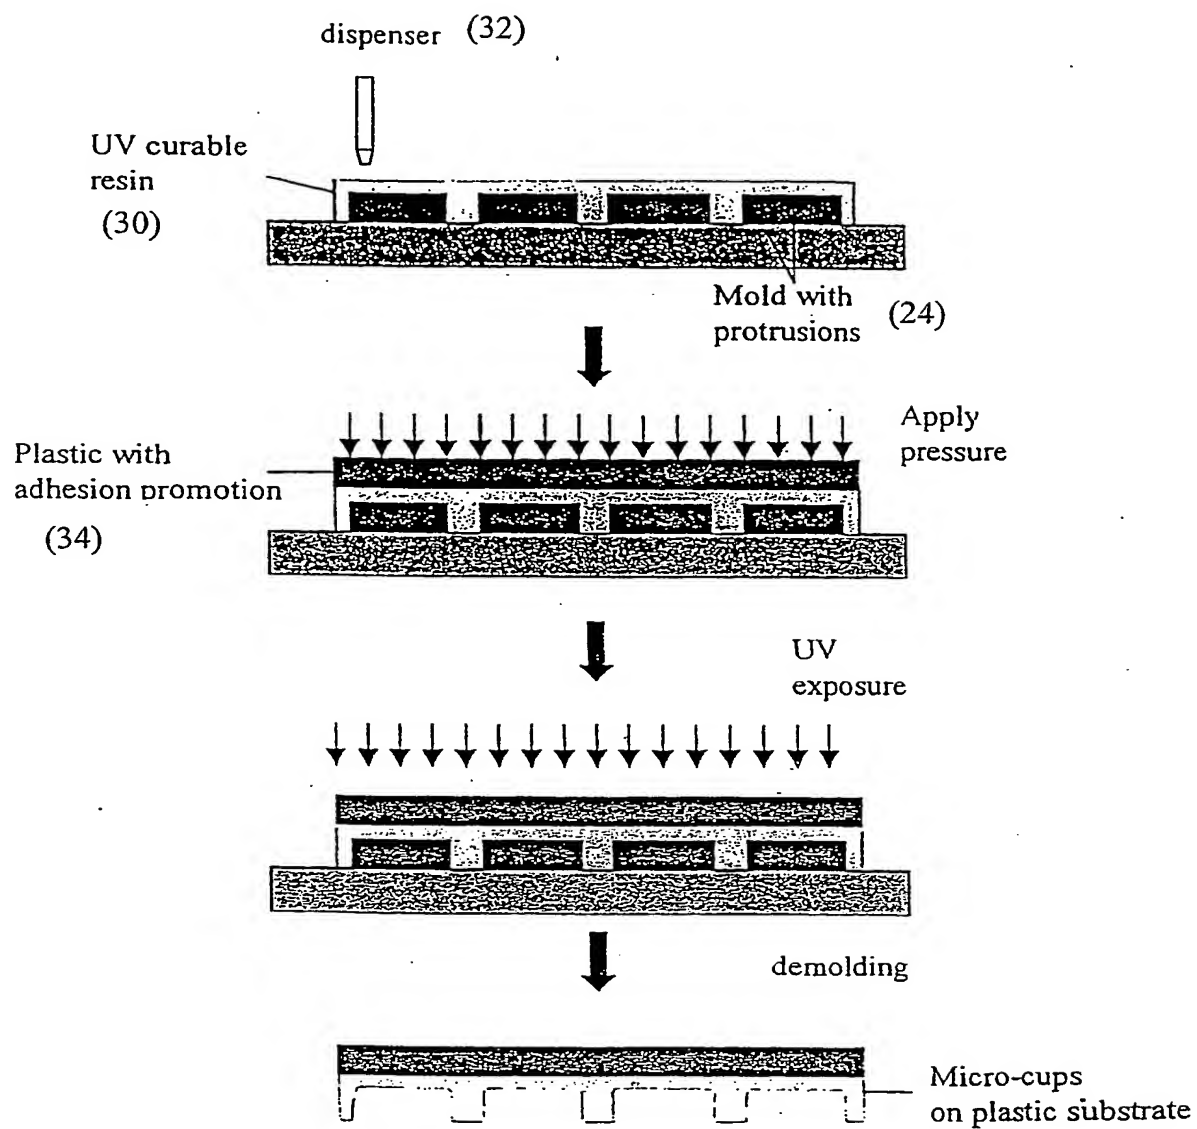 dispenser (32)
UV curable
resin
(30)
Mold with
protrusions (24)
Apply
pressure
Plastic with
adhesion promotion
(34)
UV
exposure
demolding
Micro-cups
on plastic substrate